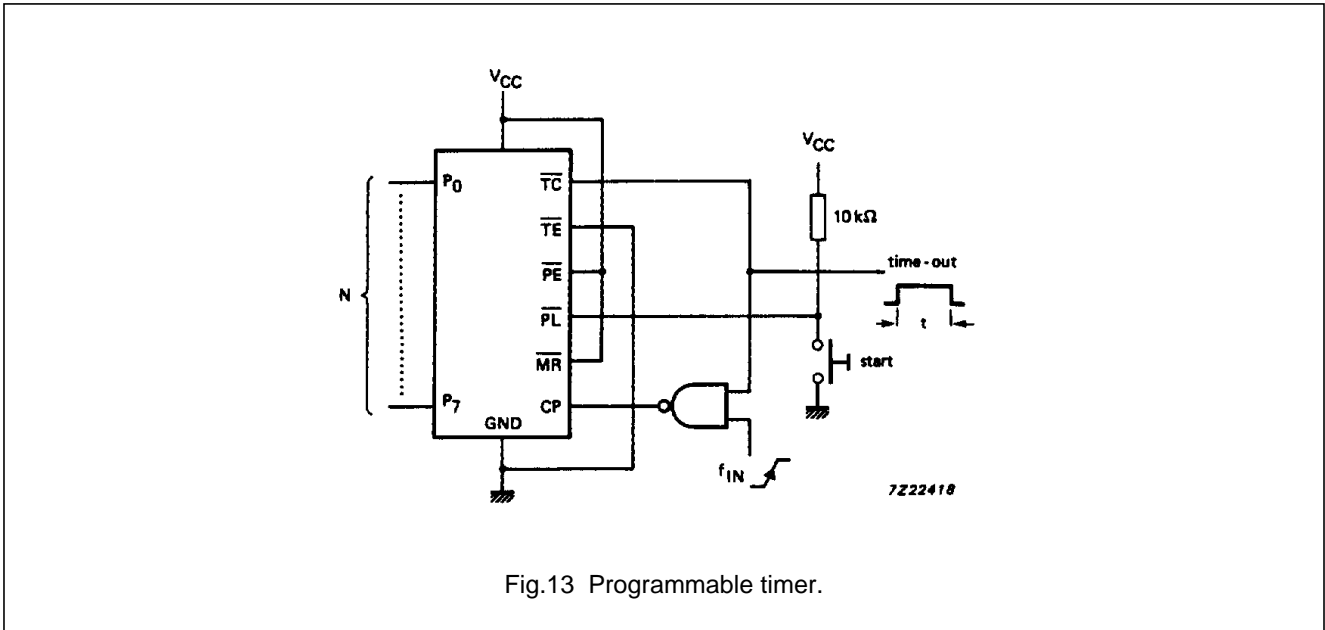 VCC
P0
TC
TE
PE
PL
MR
P7
CP
GND
N
VCC
10 kΩ
time-out
t
start
fIN
7Z22418
Fig.13 Programmable timer.